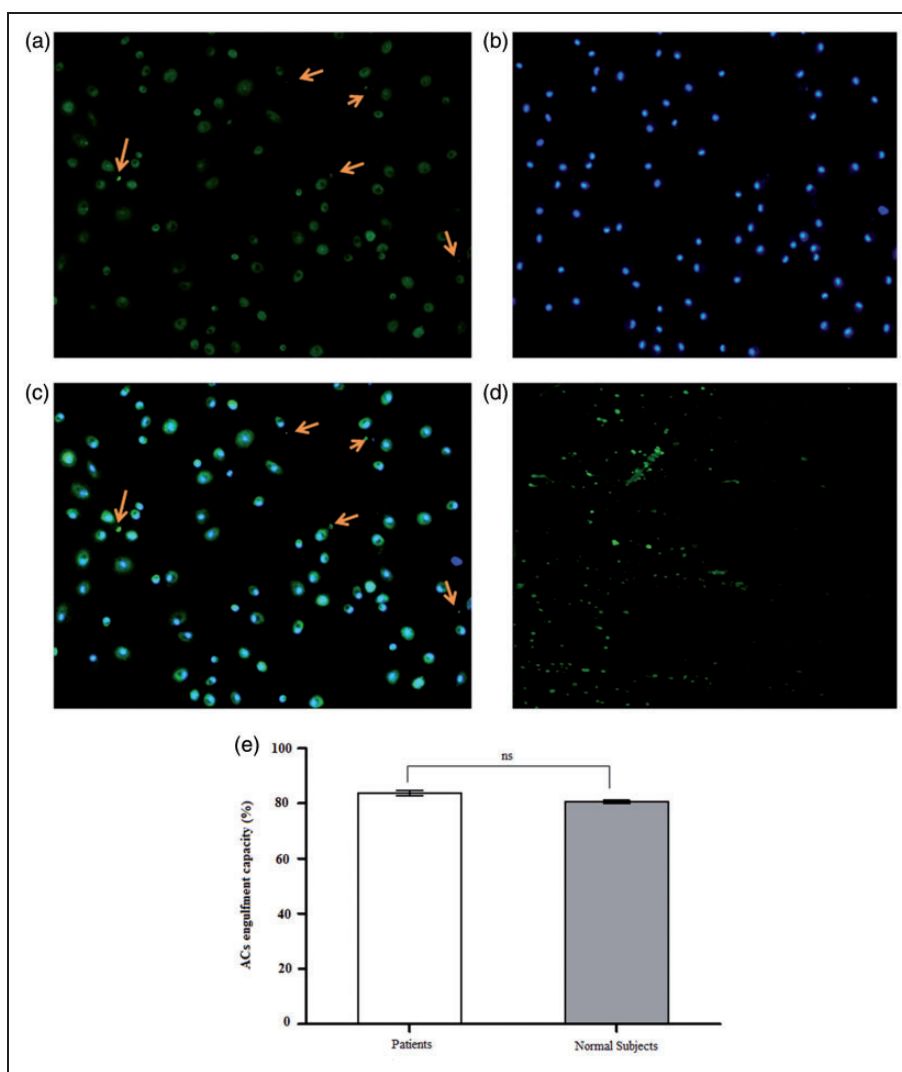 (a)
(b)
(c)
(d)
(e)
100
80
60
40
20
0
ACs engulfment capacity (%)
ns
Patients
Normal Subjects